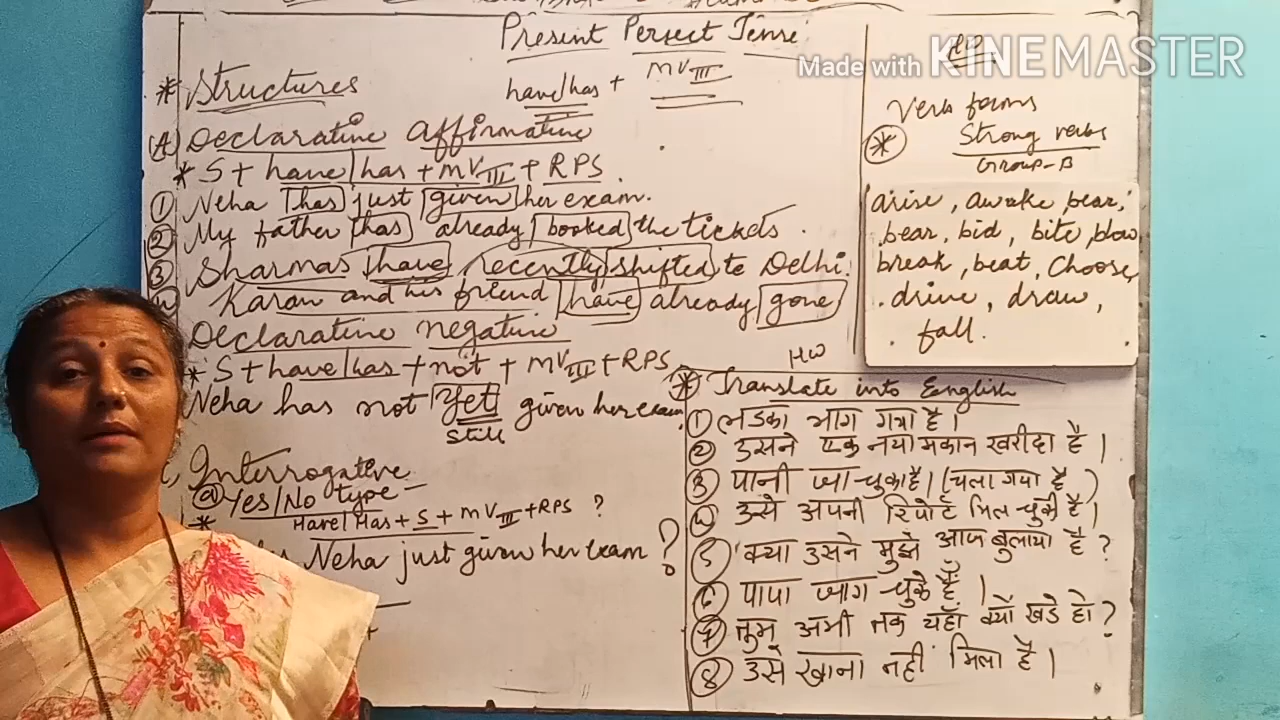 Present Perfect Tense
* Structures
have/has + MV III
(A) Declarative affirmative
* S + have/has + MV III + RPS.
① Neha has just given her exam.
② My father has already booked the tickets.
③ Sharmas have recently shifted to Delhi.
Karan and his friend have already gone
Declarative negative
* S + have/has + not + MV III + RPS
Neha has not Yet given her exam.
still
Interrogative
(a) Yes/No type –
* Have/Has + S + MV III + RPS ?
Neha just given her exam ?
Made with KINEMASTER
Verb forms
* Strong verbs
Group-B
arise, awake, bear,
bear, bid, bite, blow
break, beat, choose,
drive, draw,
fall.
HW
* Translate into English
① लडका भाग गया है।
② उसने एक नया मकान खरीदा है।
③ पानी जा चुका है। (चला गया है)
④ उसे अपनी रिपोर्ट मिल चुकी है।
⑤ क्या उसने मुझे आज बुलाया है?
⑥ पापा जाग चुके हैं।
⑦ तुम अभी तक यहाँ क्यों खडे हो?
⑧ उसे खाना नहीं मिला है।